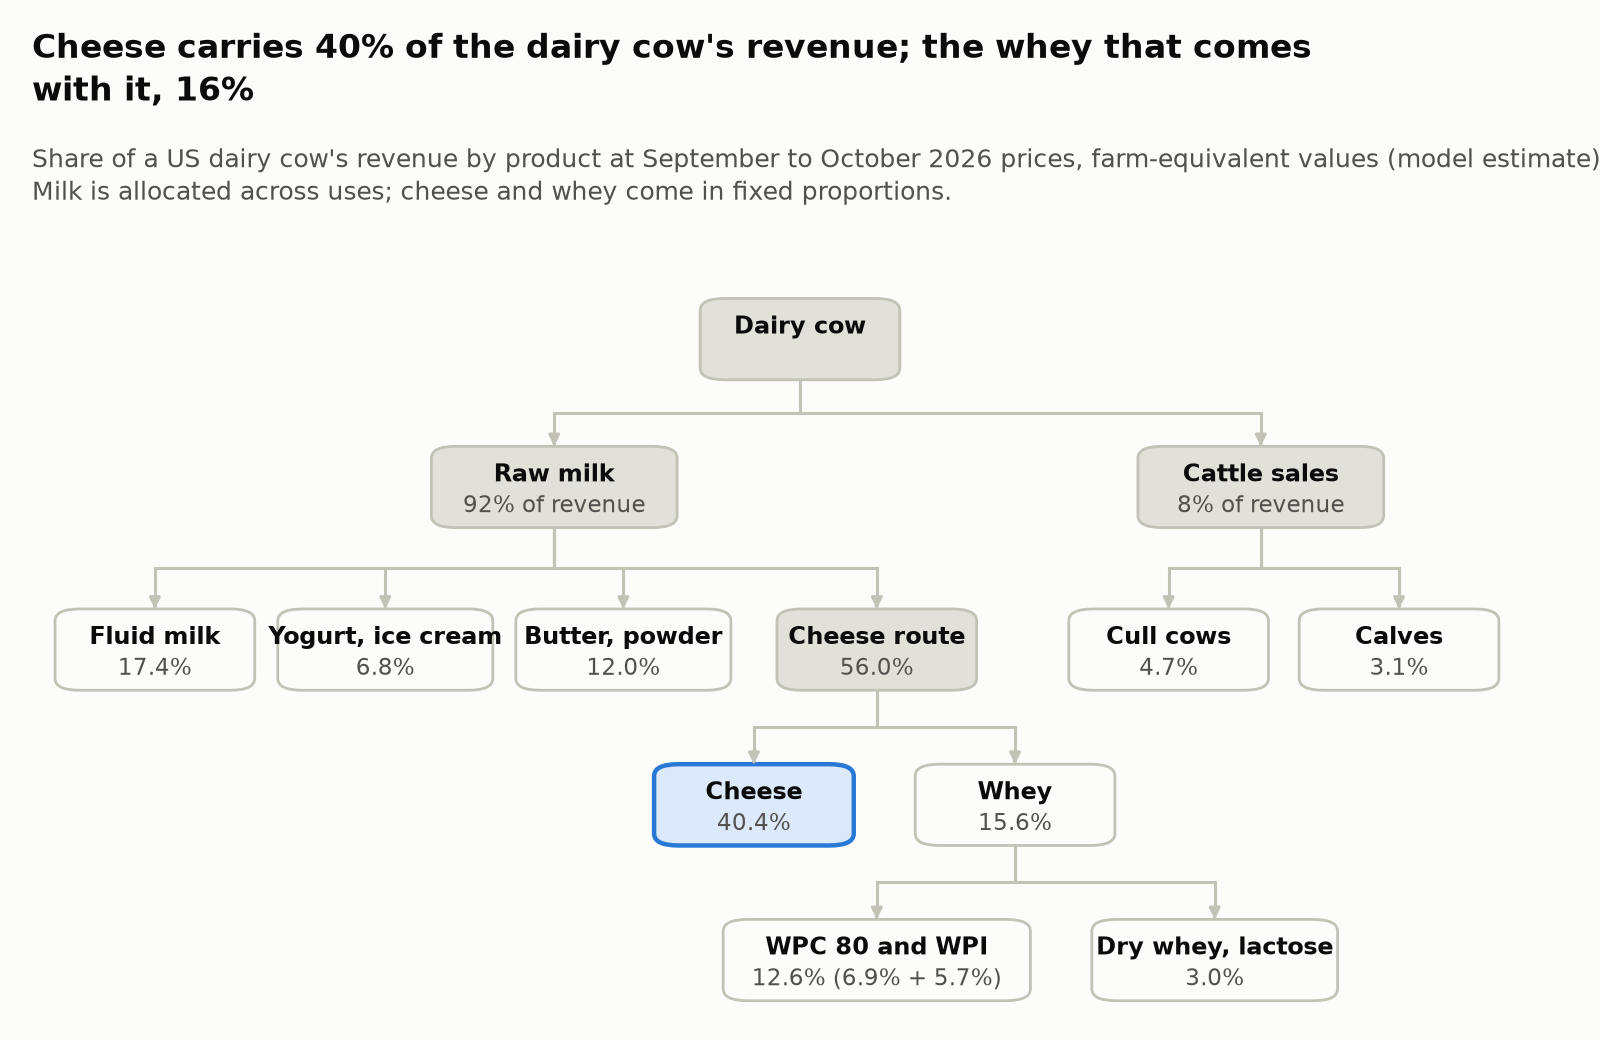 Cheese carries 40% of the dairy cow's revenue; the whey that comes
with it, 16%
Share of a US dairy cow's revenue by product at September to October 2026 prices, farm-equivalent values (model estimate)
Milk is allocated across uses; cheese and whey come in fixed proportions.
Dairy cow
Raw milk
92% of revenue
Cattle sales
8% of revenue
Fluid milk
17.4%
Yogurt, ice cream
6.8%
Butter, powder
12.0%
Cheese route
56.0%
Cull cows
4.7%
Calves
3.1%
Cheese
40.4%
Whey
15.6%
WPC 80 and WPI
12.6% (6.9% + 5.7%)
Dry whey, lactose
3.0%